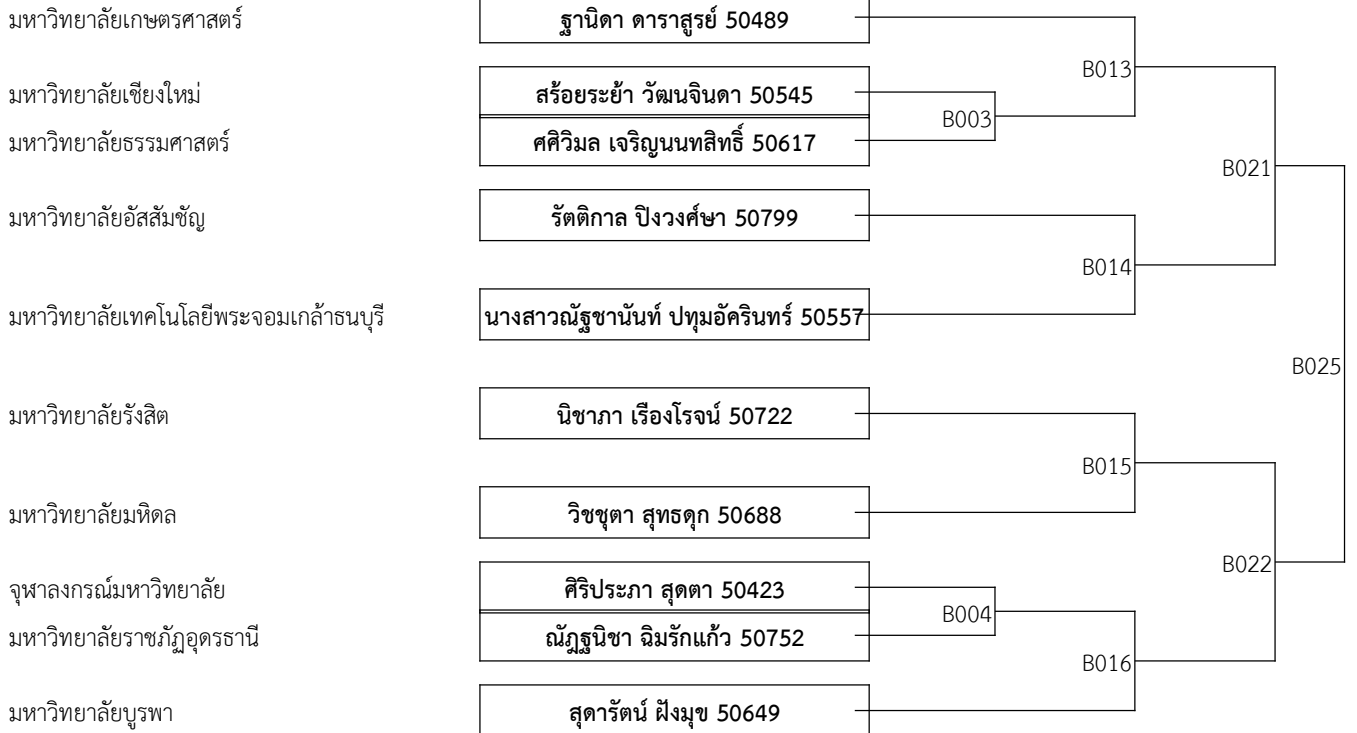 มหาวิทยาลัยเกษตรศาสตร์ ฐานิดา ดาราสูรย์ 50489
B013
มหาวิทยาลัยเชียงใหม่ สร้อยระย้า วัฒนจินดา 50545
B003
มหาวิทยาลัยธรรมศาสตร์ ศศิวิมล เจริญนนทสิทธิ์ 50617
B021
มหาวิทยาลัยอัสสัมชัญ รัตติกาล ปิงวงศ์ษา 50799
B014
มหาวิทยาลัยเทคโนโลยีพระจอมเกล้าธนบุรี นางสาวณัฐชานันท์ ปทุมอัครินทร์ 50557
B025
มหาวิทยาลัยรังสิต นิชาภา เรืองโรจน์ 50722
B015
มหาวิทยาลัยมหิดล วิชชุตา สุทธดุก 50688
B022
จุฬาลงกรณ์มหาวิทยาลัย ศิริประภา สุดตา 50423
B004
มหาวิทยาลัยราชภัฏอุดรธานี ณัฎฐนิชา ฉิมรักแก้ว 50752
B016
มหาวิทยาลัยบูรพา สุดารัตน์ ฝังมุข 50649